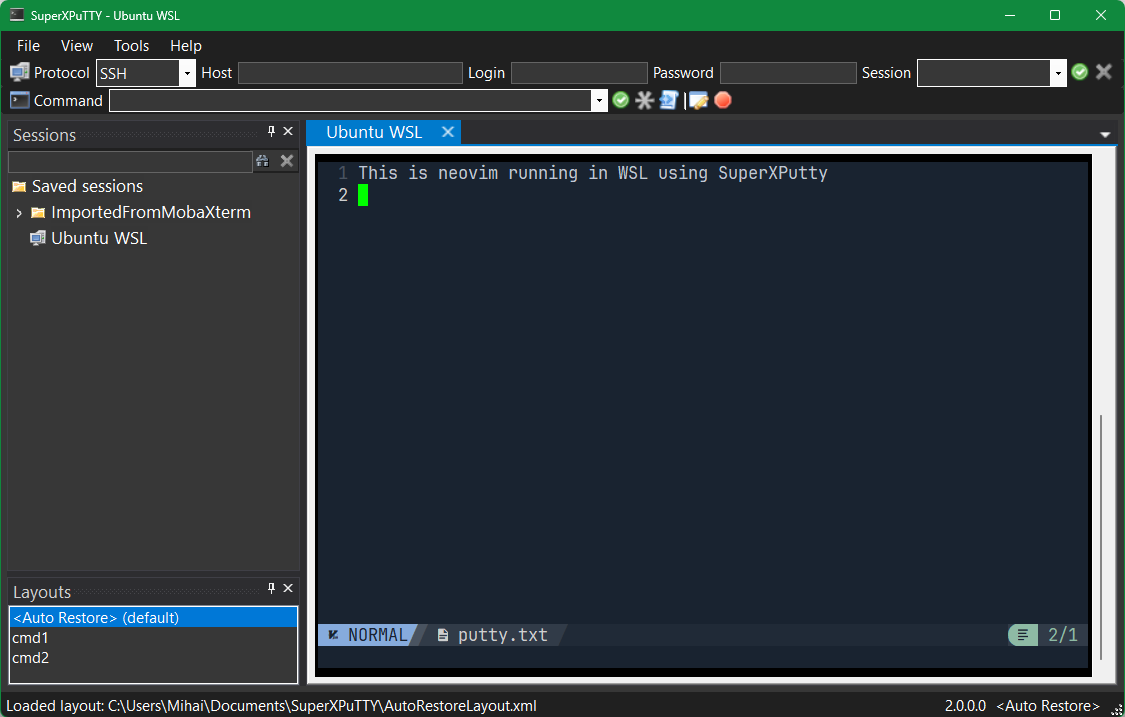 SuperXPuTTY - Ubuntu WSL
File View Tools Help
Protocol SSH Host Login Password Session
Command
Sessions
Ubuntu WSL
Saved sessions
ImportedFromMobaXterm
Ubuntu WSL
1 This is neovim running in WSL using SuperXPutty
2
NORMAL putty.txt 2/1
Layouts
<Auto Restore> (default)
cmd1
cmd2
Loaded layout: C:\Users\Mihai\Documents\SuperXPuTTY\AutoRestoreLayout.xml 2.0.0.0 <Auto Restore>